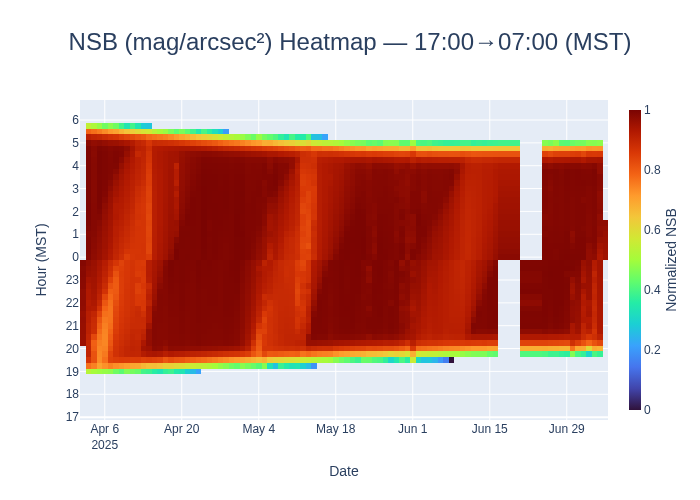 NSB (mag/arcsec²) Heatmap — 17:00→07:00 (MST)
6
5
4
3
2
1
0
23
22
21
20
19
18
17
Hour (MST)
Apr 6
2025
Apr 20
May 4
May 18
Jun 1
Jun 15
Jun 29
Date
1
0.8
0.6
0.4
0.2
0
Normalized NSB